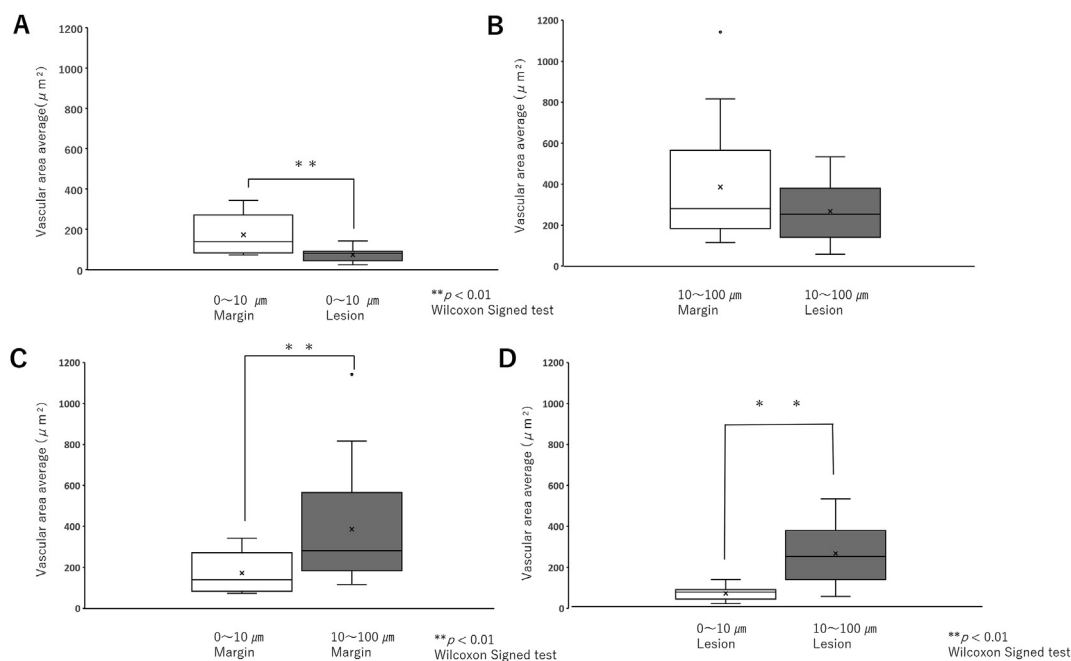 A
Vascular area average(μm²)
1200
1000
800
600
400
200
0
**
0～10 μm
Margin
0～10 μm
Lesion
**p < 0.01
Wilcoxon Signed test
B
Vascular area average (μm²)
1200
1000
800
600
400
200
0
10～100 μm
Margin
10～100 μm
Lesion
C
Vascular area average (μm²)
1200
1000
800
600
400
200
0
* *
0～10 μm
Margin
10～100 μm
Margin
**p < 0.01
Wilcoxon Signed test
D
Vascular area average (μm²)
1200
1000
800
600
400
200
0
* *
0～10 μm
Lesion
10～100 μm
Lesion
**p < 0.01
Wilcoxon Signed test